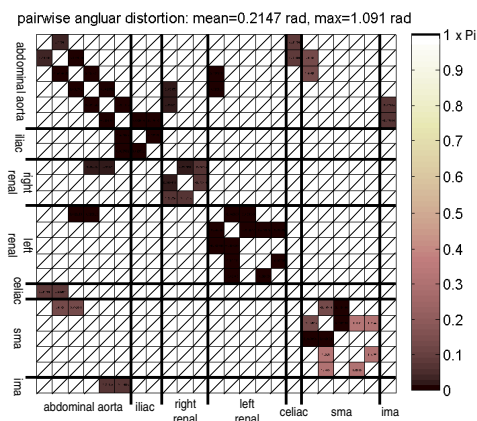 pairwise angluar distortion: mean=0.2147 rad, max=1.091 rad
abdominal aorta
iliac
right
renal
left
renal
celiac
sma
ima
1 x Pi
0.9
0.8
0.7
0.6
0.5
0.4
0.3
0.2
0.1
0
abdominal aorta iliac right renal left renal celiac sma ima